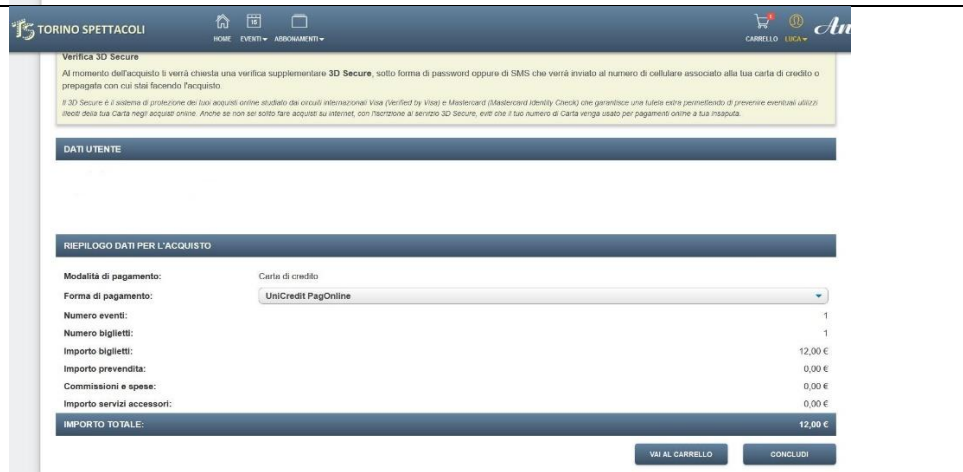 TS TORINO SPETTACOLI
HOME EVENTI ABBONAMENTI
CARRELLO LUCA
An
Verifica 3D Secure
Al momento dell'acquisto ti verrà chiesta una verifica supplementare 3D Secure, sotto forma di password oppure di SMS che verrà inviato al numero di cellulare associato alla tua carta di credito o
prepagata con cui stai facendo l'acquisto
Il 3D Secure è il sistema di protezione dei tuoi acquisti online studiato dai circuiti internazionali Visa (Verified by Visa) e Mastercard (Mastercard Identity Check) che garantisce una tutela extra permettendo di prevenire eventuali utilizzi
illeciti della tua Carta negli acquisti online. Anche se non sei solito fare acquisti su internet, con l'iscrizione al servizio 3D Secure, eviti che il tuo numero di Carta venga usato per pagamenti online a tua insaputa.
DATI UTENTE
RIEPILOGO DATI PER L'ACQUISTO
Modalità di pagamento: Carta di credito
Forma di pagamento: UniCredit PagOnline
Numero eventi: 1
Numero biglietti: 1
Importo biglietti: 12,00 €
Importo prevendita: 0,00 €
Commissioni e spese: 0,00 €
Importo servizi accessori: 0,00 €
IMPORTO TOTALE: 12,00 €
VAI AL CARRELLO CONCLUDI